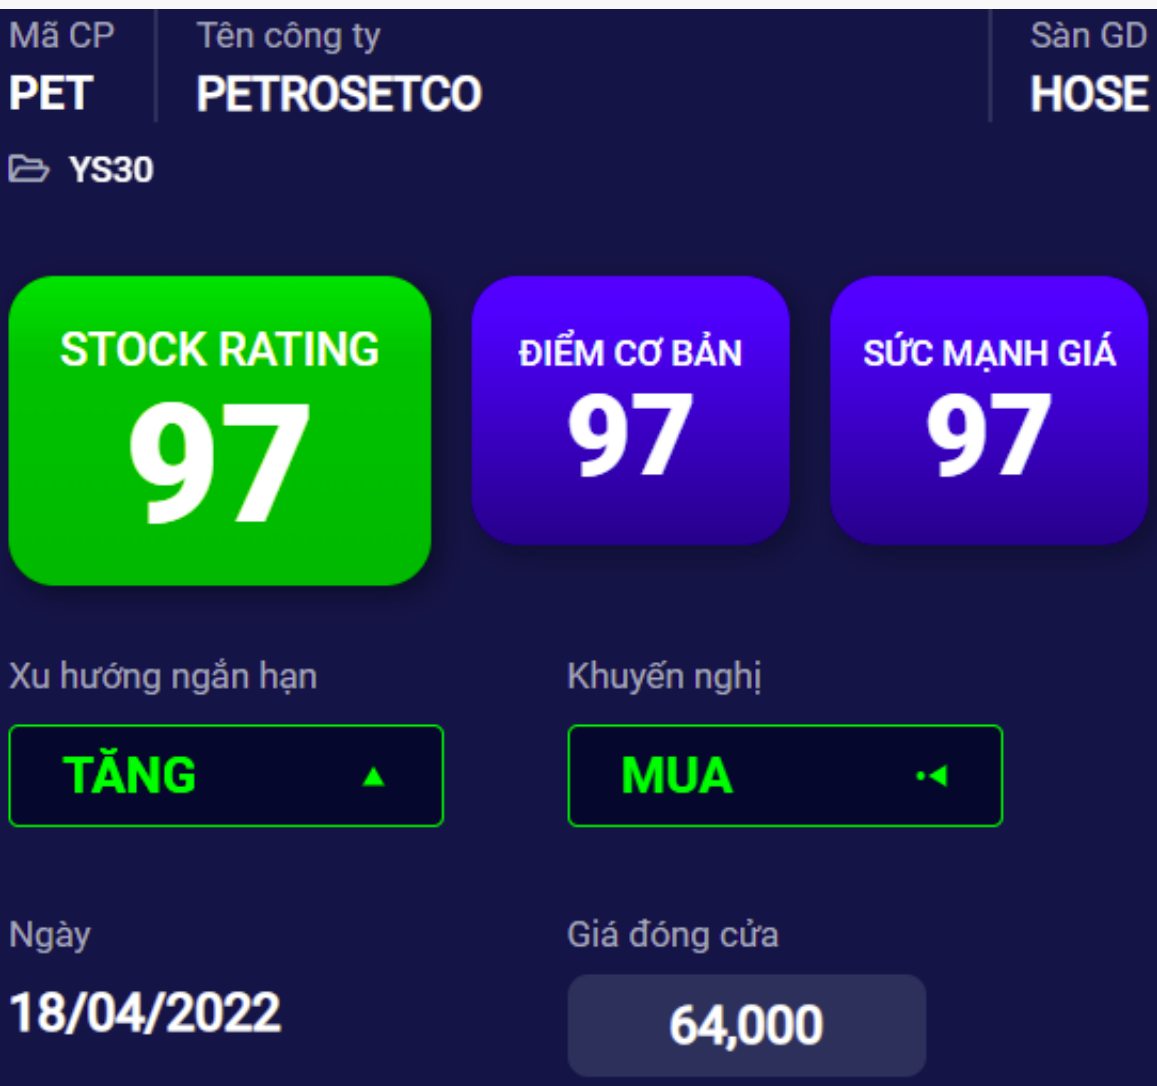 Mã CP Tên công ty Sàn GD
PET PETROSETCO HOSE
YS30
STOCK RATING ĐIỂM CƠ BẢN SỨC MẠNH GIÁ
97 97 97
Xu hướng ngắn hạn Khuyến nghị
TĂNG MUA
Ngày Giá đóng cửa
18/04/2022 64,000